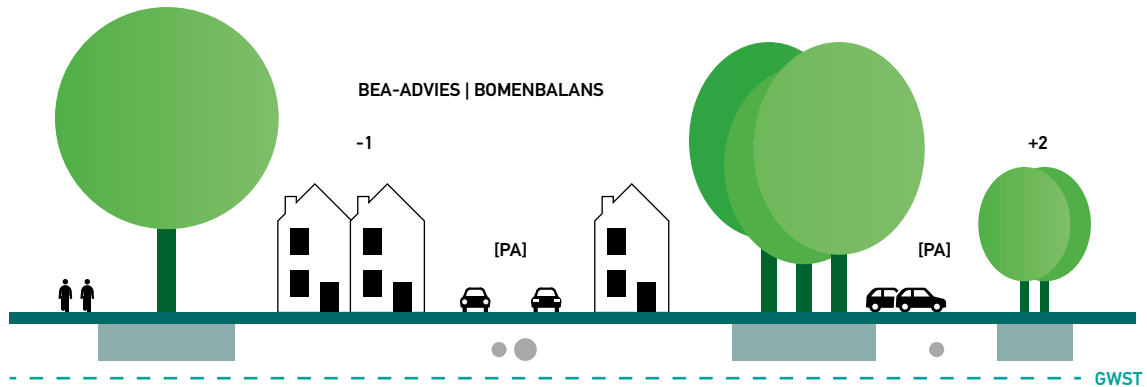 BEA-ADVIES | BOMENBALANS
-1
+2
[PA]
[PA]
GWST